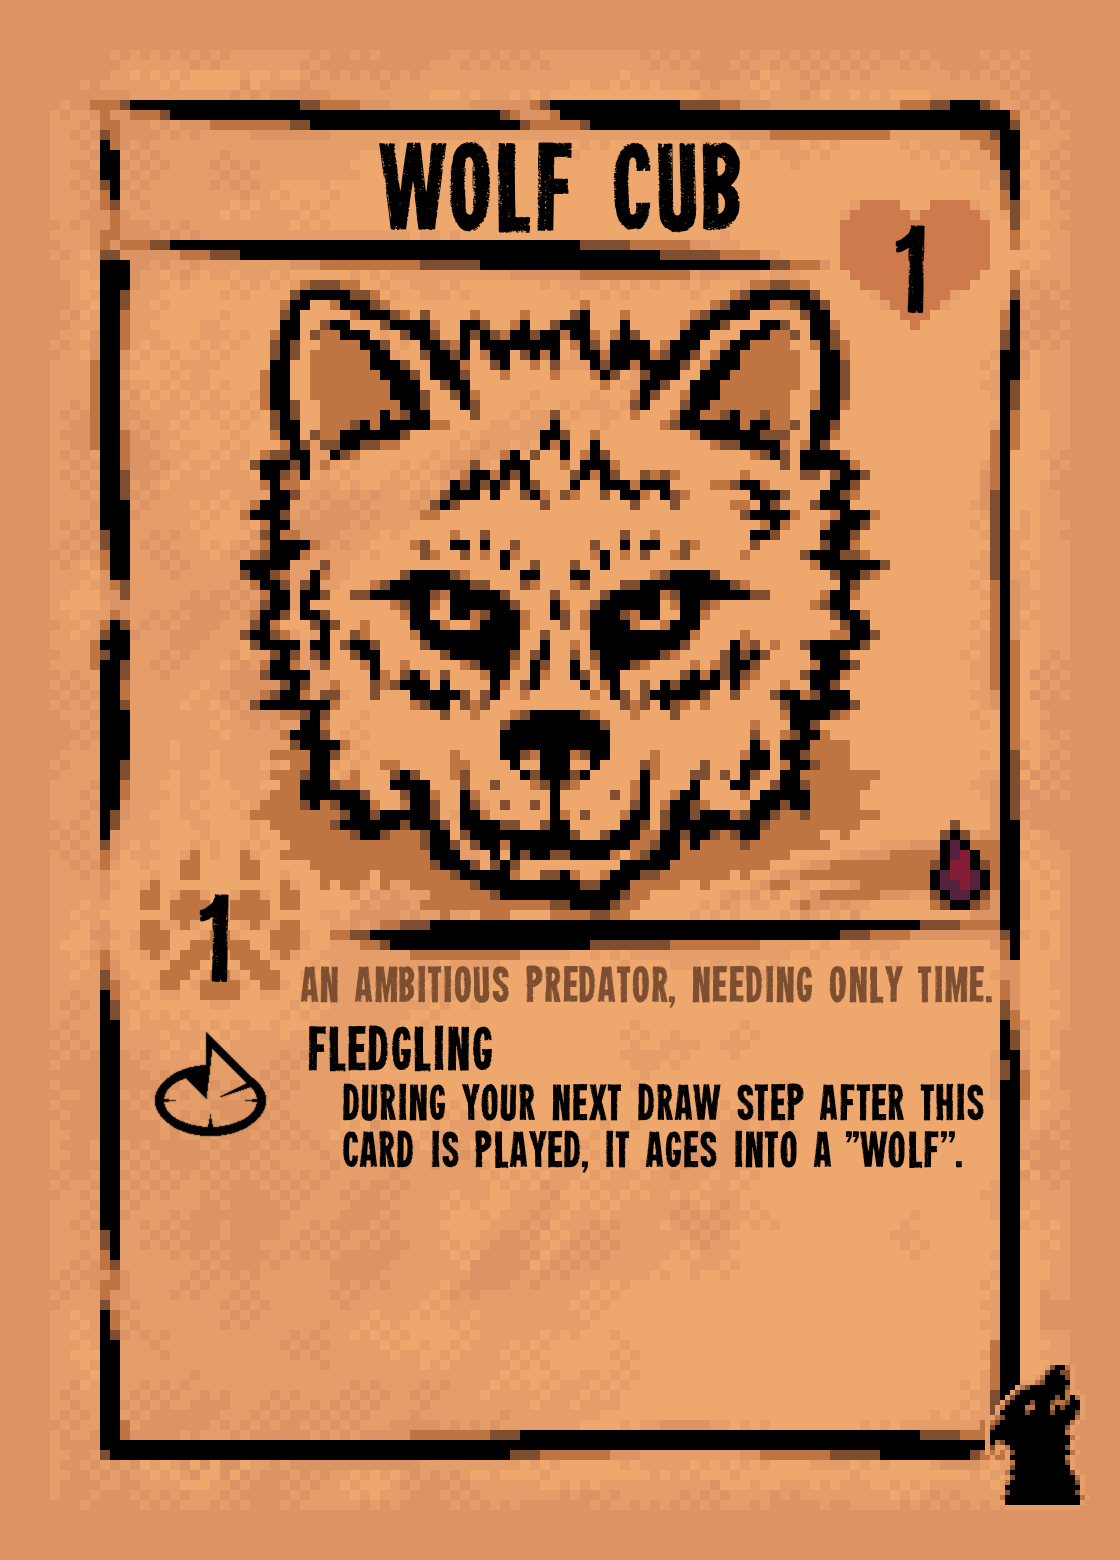 WOLF CUB
1
1
AN AMBITIOUS PREDATOR, NEEDING ONLY TIME.
FLEDGLING
DURING YOUR NEXT DRAW STEP AFTER THIS
CARD IS PLAYED, IT AGES INTO A "WOLF".